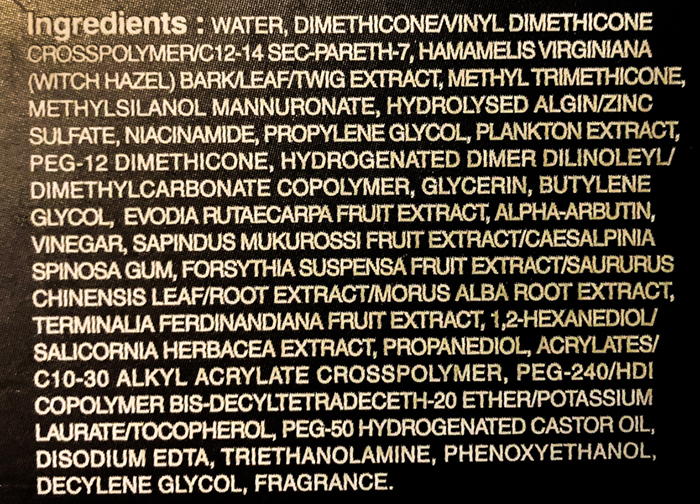 Ingredients : WATER, DIMETHICONE/VINYL DIMETHICONE
CROSSPOLYMER/C12-14 SEC-PARETH-7, HAMAMELIS VIRGINIANA
(WITCH HAZEL) BARK/LEAF/TWIG EXTRACT, METHYL TRIMETHICONE,
METHYLSILANOL MANNURONATE, HYDROLYSED ALGIN/ZINC
SULFATE, NIACINAMIDE, PROPYLENE GLYCOL, PLANKTON EXTRACT,
PEG-12 DIMETHICONE, HYDROGENATED DIMER DILINOLEYL/
DIMETHYLCARBONATE COPOLYMER, GLYCERIN, BUTYLENE
GLYCOL, EVODIA RUTAECARPA FRUIT EXTRACT, ALPHA-ARBUTIN,
VINEGAR, SAPINDUS MUKUROSSI FRUIT EXTRACT/CAESALPINIA
SPINOSA GUM, FORSYTHIA SUSPENSA FRUIT EXTRACT/SAURURUS
CHINENSIS LEAF/ROOT EXTRACT/MORUS ALBA ROOT EXTRACT,
TERMINALIA FERDINANDIANA FRUIT EXTRACT, 1,2-HEXANEDIOL/
SALICORNIA HERBACEA EXTRACT, PROPANEDIOL, ACRYLATES/
C10-30 ALKYL ACRYLATE CROSSPOLYMER, PEG-240/HDI
COPOLYMER BIS-DECYLTETRADECETH-20 ETHER/POTASSIUM
LAURATE/TOCOPHEROL, PEG-50 HYDROGENATED CASTOR OIL,
DISODIUM EDTA, TRIETHANOLAMINE, PHENOXYETHANOL,
DECYLENE GLYCOL, FRAGRANCE.